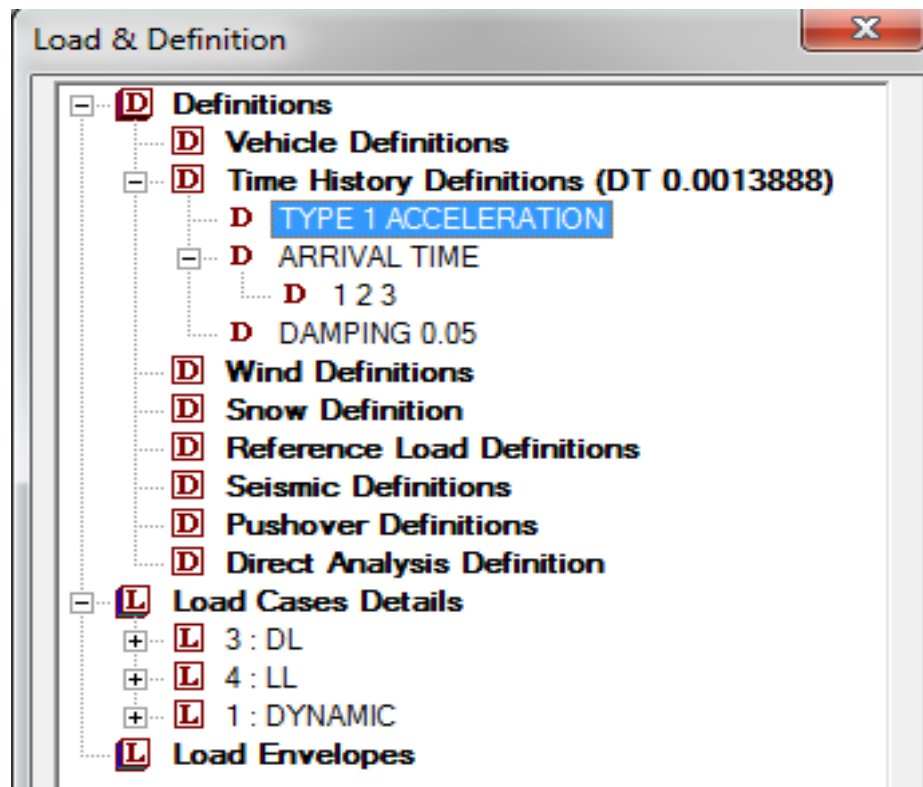 Load & Definition
Definitions
Vehicle Definitions
Time History Definitions (DT 0.0013888)
TYPE 1 ACCELERATION
ARRIVAL TIME
1 2 3
DAMPING 0.05
Wind Definitions
Snow Definition
Reference Load Definitions
Seismic Definitions
Pushover Definitions
Direct Analysis Definition
Load Cases Details
3 : DL
4 : LL
1 : DYNAMIC
Load Envelopes